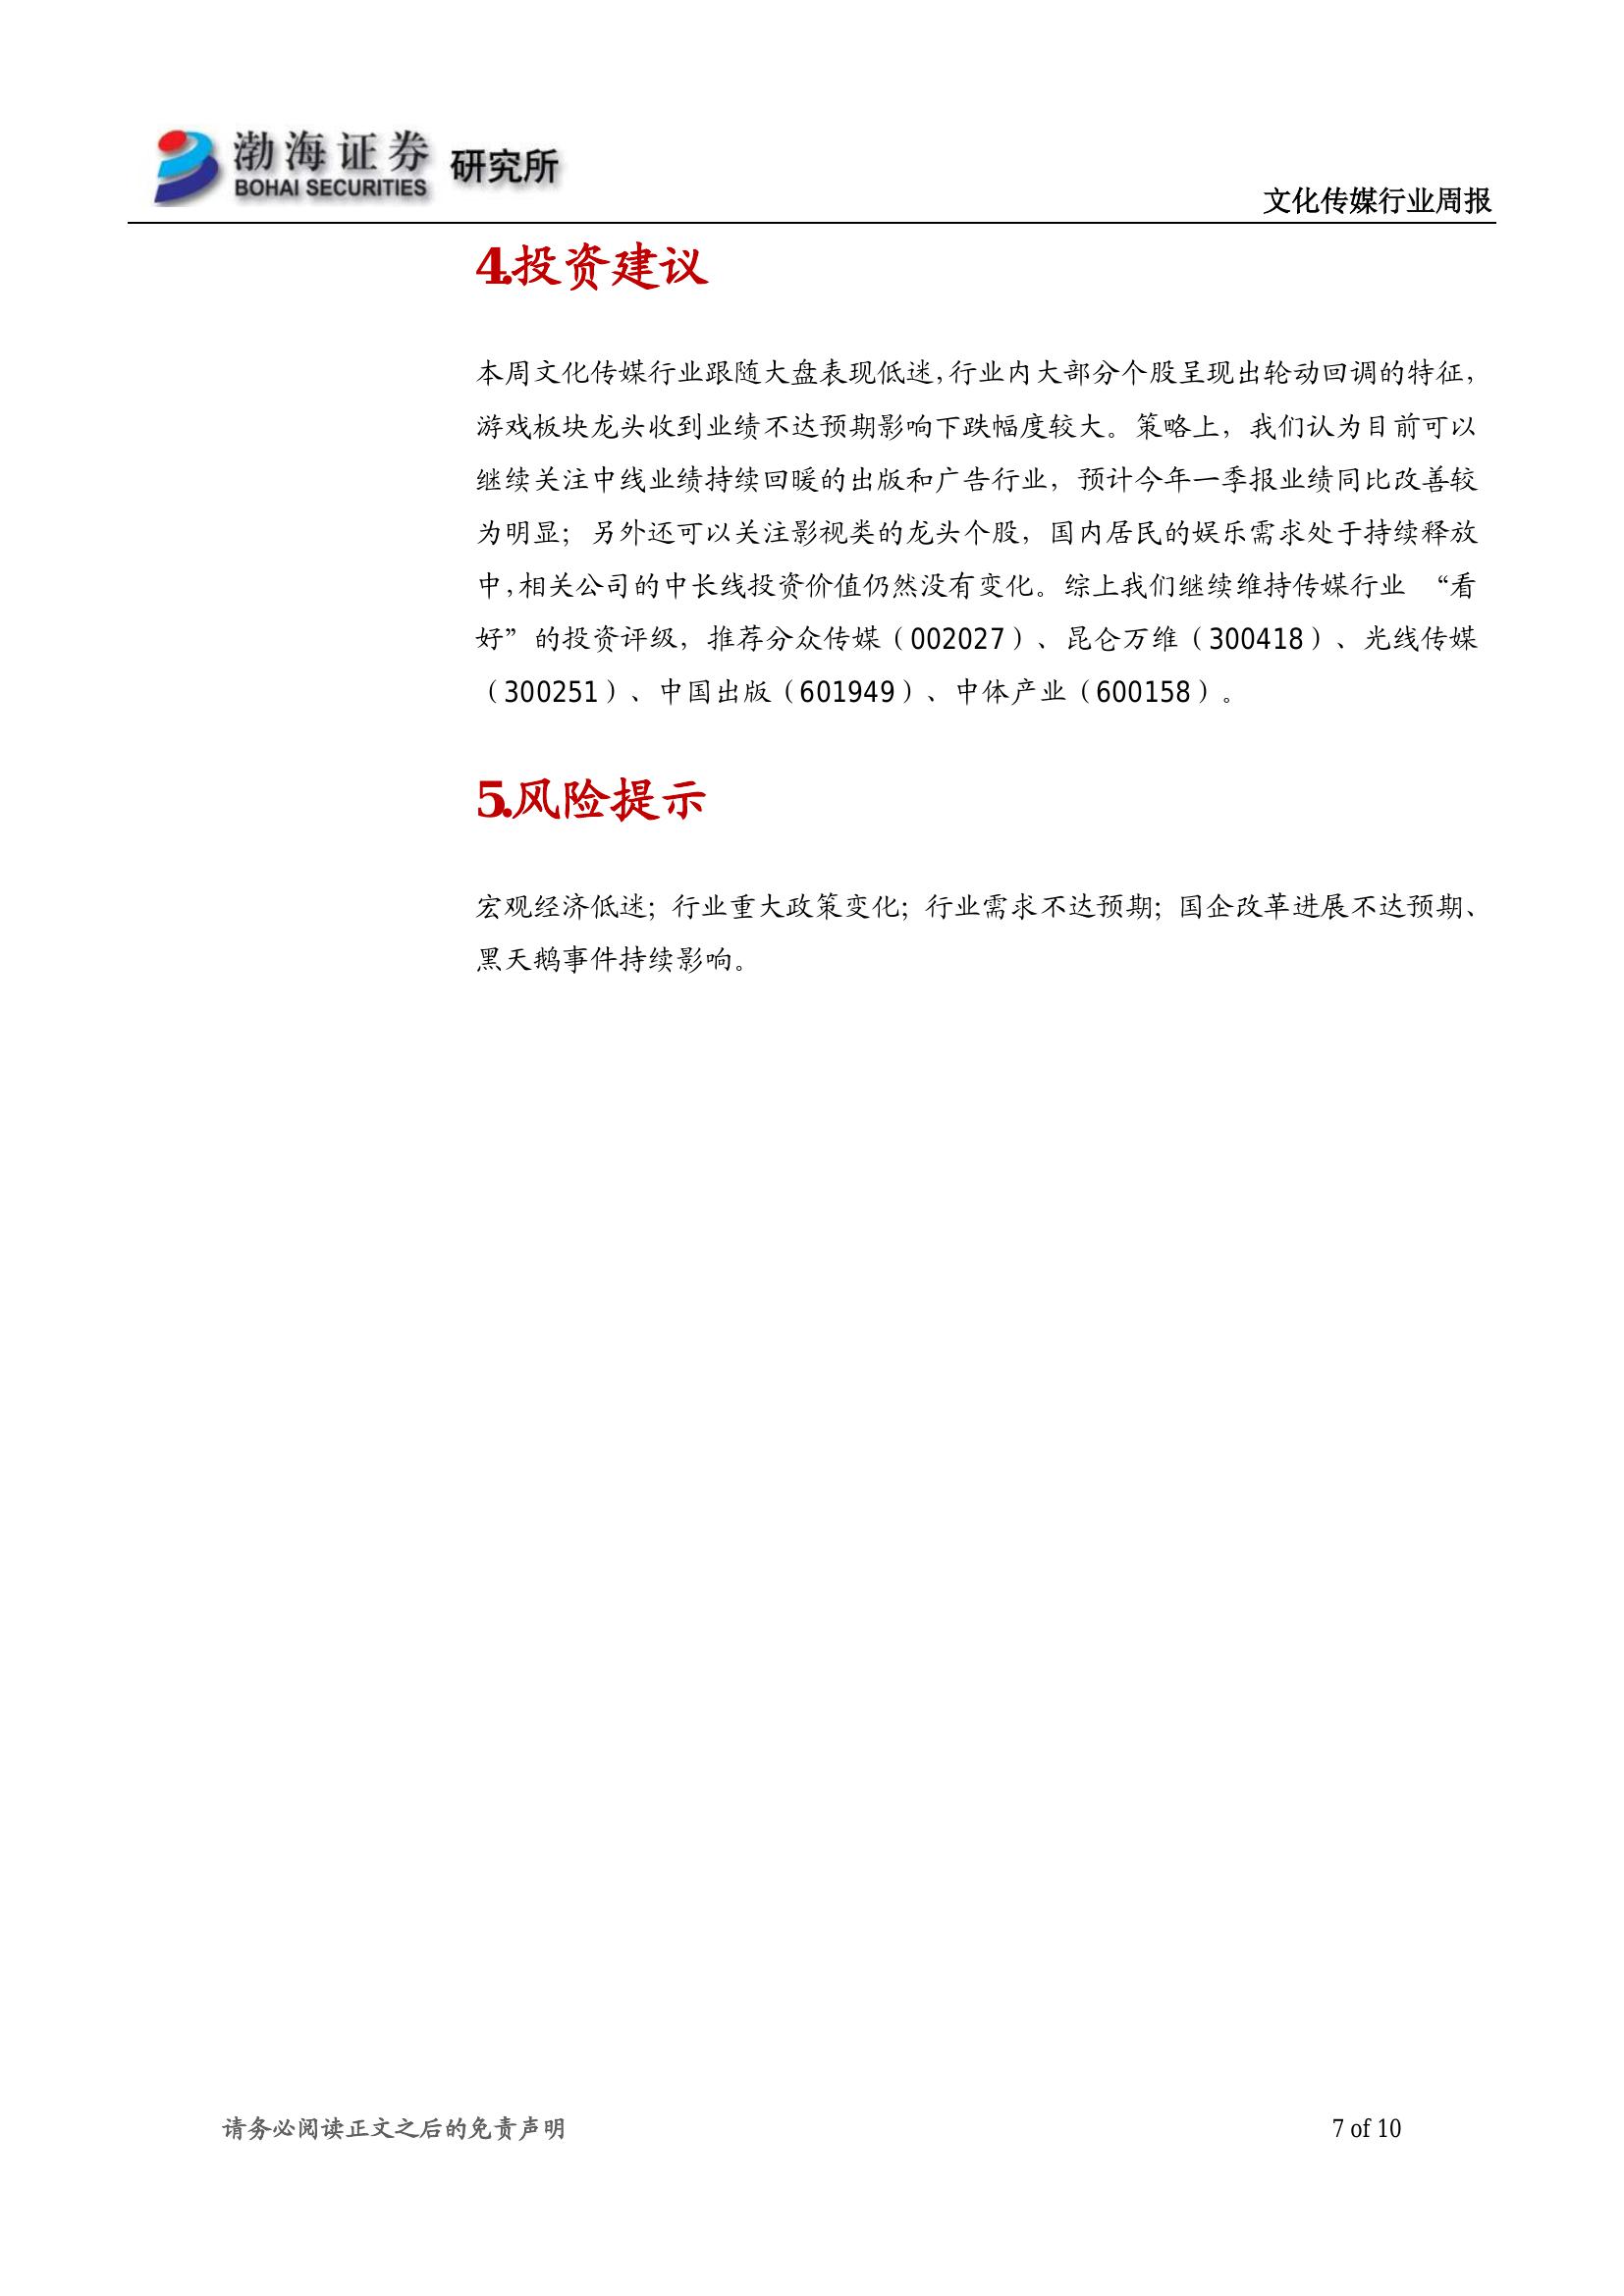 渤海证券 研究所
BOHAI SECURITIES
文化传媒行业周报
4.投资建议
本周文化传媒行业跟随大盘表现低迷，行业内大部分个股呈现出轮动回调的特征，
游戏板块龙头收到业绩不达预期影响下跌幅度较大。策略上，我们认为目前可以
继续关注中线业绩持续回暖的出版和广告行业，预计今年一季报业绩同比改善较
为明显；另外还可以关注影视类的龙头个股，国内居民的娱乐需求处于持续释放
中，相关公司的中长线投资价值仍然没有变化。综上我们继续维持传媒行业 “看
好”的投资评级，推荐分众传媒（002027）、昆仑万维（300418）、光线传媒
（300251）、中国出版（601949）、中体产业（600158）。
5.风险提示
宏观经济低迷；行业重大政策变化；行业需求不达预期；国企改革进展不达预期、
黑天鹅事件持续影响。
请务必阅读正文之后的免责声明
7 of 10